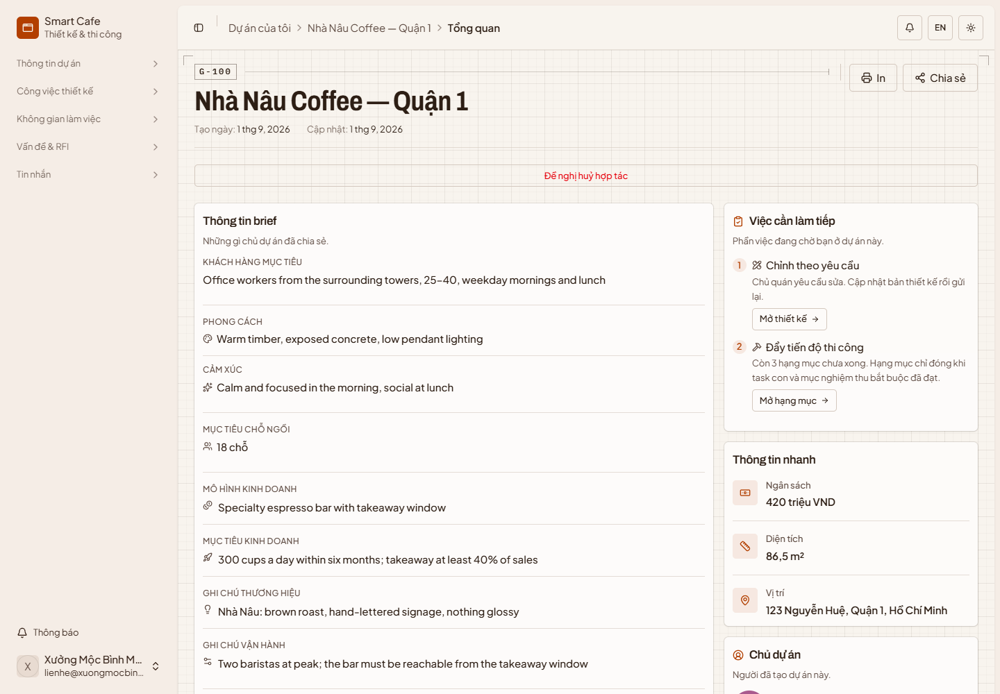 Smart Cafe
Thiết kế & thi công
Thông tin dự án
Công việc thiết kế
Không gian làm việc
Vấn đề & RFI
Tin nhắn
Thông báo
X
Xưởng Mộc Bình M...
lienhe@xuongmocbin...
Dự án của tôi
Nhà Nâu Coffee — Quận 1
Tổng quan
EN
G-100
In
Chia sẻ
Nhà Nâu Coffee — Quận 1
Tạo ngày: 1 thg 9, 2026
Cập nhật: 1 thg 9, 2026
Đề nghị huỷ hợp tác
Thông tin brief
Những gì chủ dự án đã chia sẻ.
KHÁCH HÀNG MỤC TIÊU
Office workers from the surrounding towers, 25–40, weekday mornings and lunch
PHONG CÁCH
Warm timber, exposed concrete, low pendant lighting
CẢM XÚC
Calm and focused in the morning, social at lunch
MỤC TIÊU CHỖ NGỒI
18 chỗ
MÔ HÌNH KINH DOANH
Specialty espresso bar with takeaway window
MỤC TIÊU KINH DOANH
300 cups a day within six months; takeaway at least 40% of sales
GHI CHÚ THƯƠNG HIỆU
Nhà Nâu: brown roast, hand-lettered signage, nothing glossy
GHI CHÚ VẬN HÀNH
Two baristas at peak; the bar must be reachable from the takeaway window
Việc cần làm tiếp
Phần việc đang chờ bạn ở dự án này.
1
Chỉnh theo yêu cầu
Chủ quán yêu cầu sửa. Cập nhật bản thiết kế rồi gửi
lại.
Mở thiết kế
2
Đẩy tiến độ thi công
Còn 3 hạng mục chưa xong. Hạng mục chỉ đóng khi
task con và mục nghiệm thu bắt buộc đã đạt.
Mở hạng mục
Thông tin nhanh
Ngân sách
420 triệu VND
Diện tích
86,5 m²
Vị trí
123 Nguyễn Huệ, Quận 1, Hồ Chí Minh
Chủ dự án
Người đã tạo dự án này.